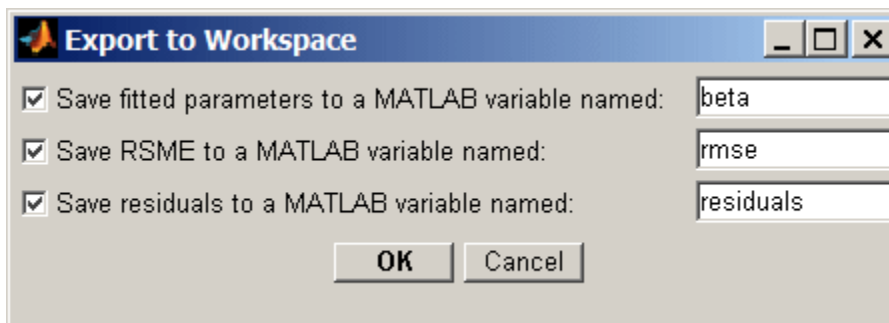 Export to Workspace
Save fitted parameters to a MATLAB variable named: beta
Save RSME to a MATLAB variable named: rmse
Save residuals to a MATLAB variable named: residuals
OK Cancel